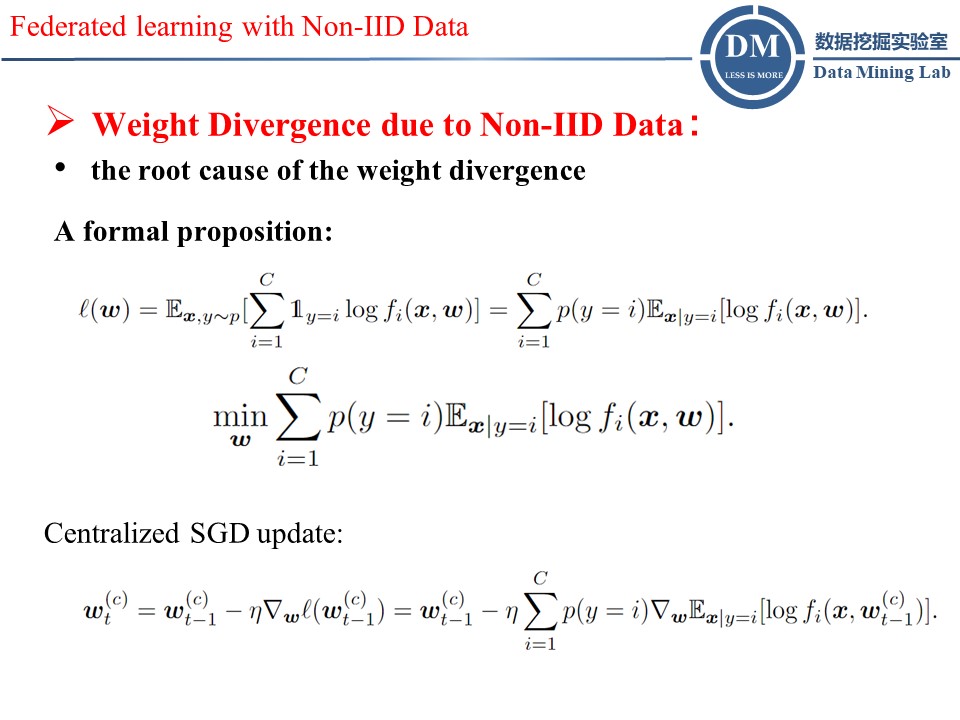 Federated learning with Non-IID Data
DM
LESS IS MORE
数据挖掘实验室
Data Mining Lab
➢ Weight Divergence due to Non-IID Data：
• the root cause of the weight divergence
A formal proposition:
$\ell(\boldsymbol{w}) = \mathbb{E}_{\boldsymbol{x},y\sim p}[\sum_{i=1}^{C} \mathbb{1}_{y=i} \log f_i(\boldsymbol{x}, \boldsymbol{w})] = \sum_{i=1}^{C} p(y=i)\mathbb{E}_{\boldsymbol{x}|y=i}[\log f_i(\boldsymbol{x}, \boldsymbol{w})].$
$\min_{\boldsymbol{w}} \sum_{i=1}^{C} p(y=i)\mathbb{E}_{\boldsymbol{x}|y=i}[\log f_i(\boldsymbol{x}, \boldsymbol{w})].$
Centralized SGD update:
$\boldsymbol{w}_t^{(c)} = \boldsymbol{w}_{t-1}^{(c)} - \eta\nabla_{\boldsymbol{w}}\ell(\boldsymbol{w}_{t-1}^{(c)}) = \boldsymbol{w}_{t-1}^{(c)} - \eta \sum_{i=1}^{C} p(y=i)\nabla_{\boldsymbol{w}}\mathbb{E}_{\boldsymbol{x}|y=i}[\log f_i(\boldsymbol{x}, \boldsymbol{w}_{t-1}^{(c)})].$